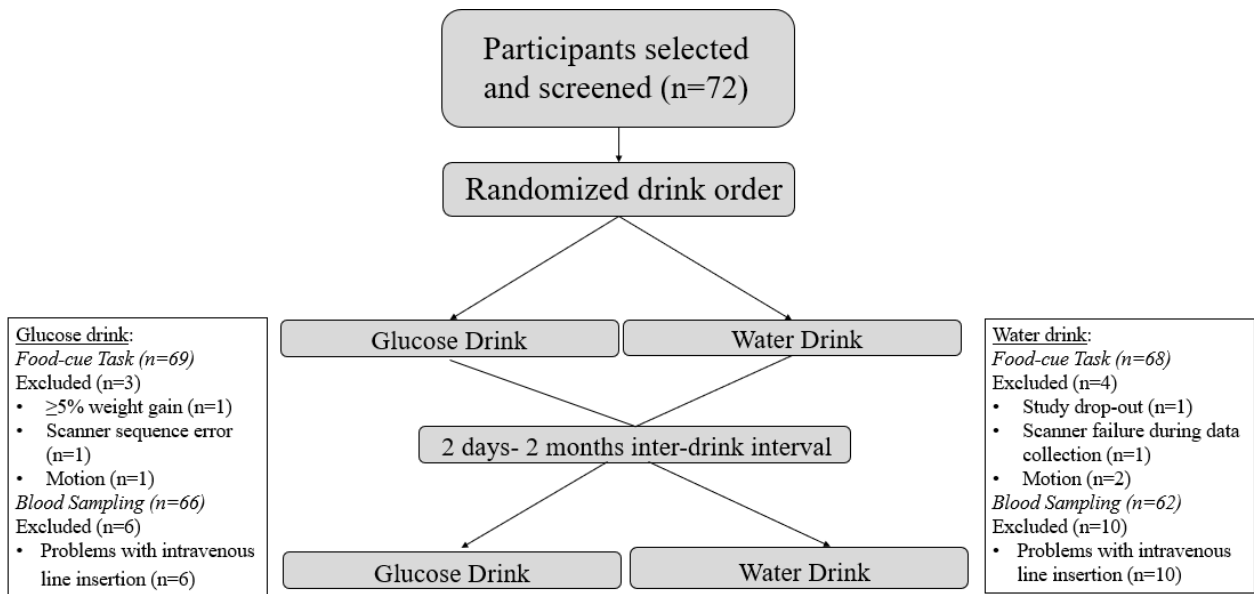 Participants selected
and screened (n=72)
Randomized drink order
Glucose Drink
Water Drink
2 days- 2 months inter-drink interval
Glucose Drink
Water Drink
Glucose drink:
Food-cue Task (n=69)
Excluded (n=3)
• ≥5% weight gain (n=1)
• Scanner sequence error
(n=1)
• Motion (n=1)
Blood Sampling (n=66)
Excluded (n=6)
• Problems with intravenous
line insertion (n=6)
Water drink:
Food-cue Task (n=68)
Excluded (n=4)
• Study drop-out (n=1)
• Scanner failure during data
collection (n=1)
• Motion (n=2)
Blood Sampling (n=62)
Excluded (n=10)
• Problems with intravenous
line insertion (n=10)